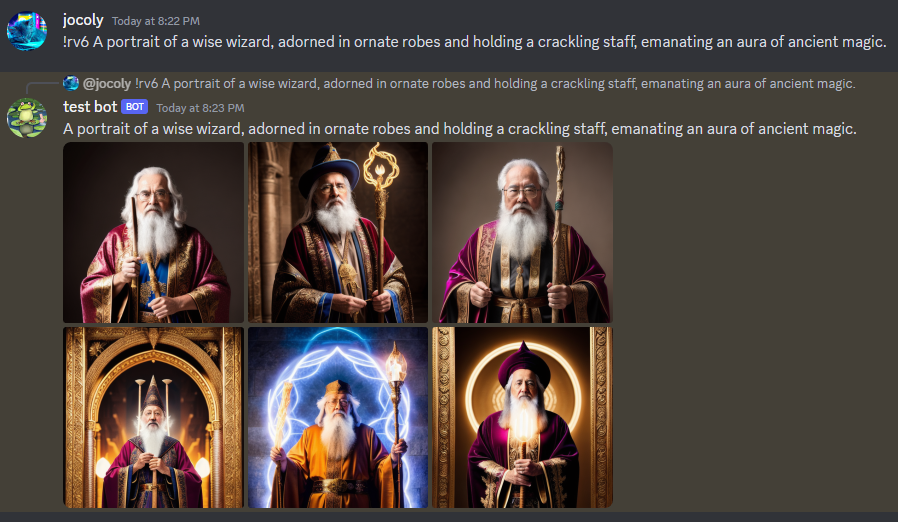 jocoly Today at 8:22 PM
!rv6 A portrait of a wise wizard, adorned in ornate robes and holding a crackling staff, emanating an aura of ancient magic.
@jocoly !rv6 A portrait of a wise wizard, adorned in ornate robes and holding a crackling staff, emanating an aura of ancient magic.
test bot BOT Today at 8:23 PM
A portrait of a wise wizard, adorned in ornate robes and holding a crackling staff, emanating an aura of ancient magic.